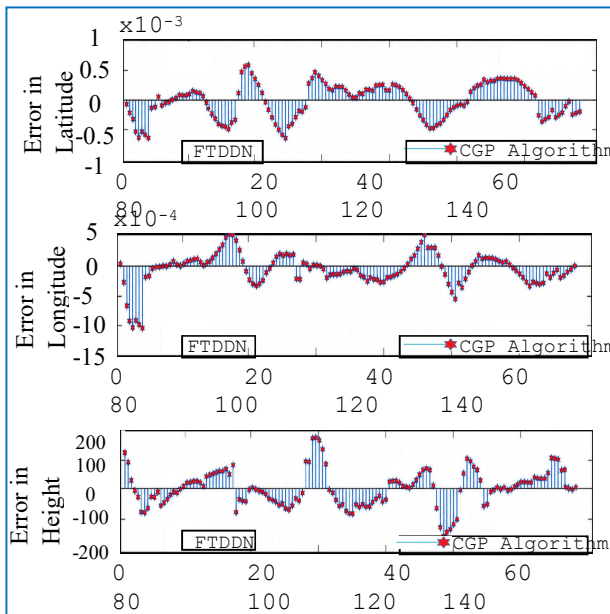 x10-3
1
0.5
0
-0.5
-1
Error in
Latitude
FTDDN
CGP Algorithm
0 20 40 60
80 100 120 140
x10-4
5
0
-5
-10
-15
Error in
Longitude
FTDDN
CGP Algorithm
0 20 40 60
80 100 120 140
200
100
0
-100
-200
Error in
Height
FTDDN
CGP Algorithm
0 20 40 60
80 100 120 140